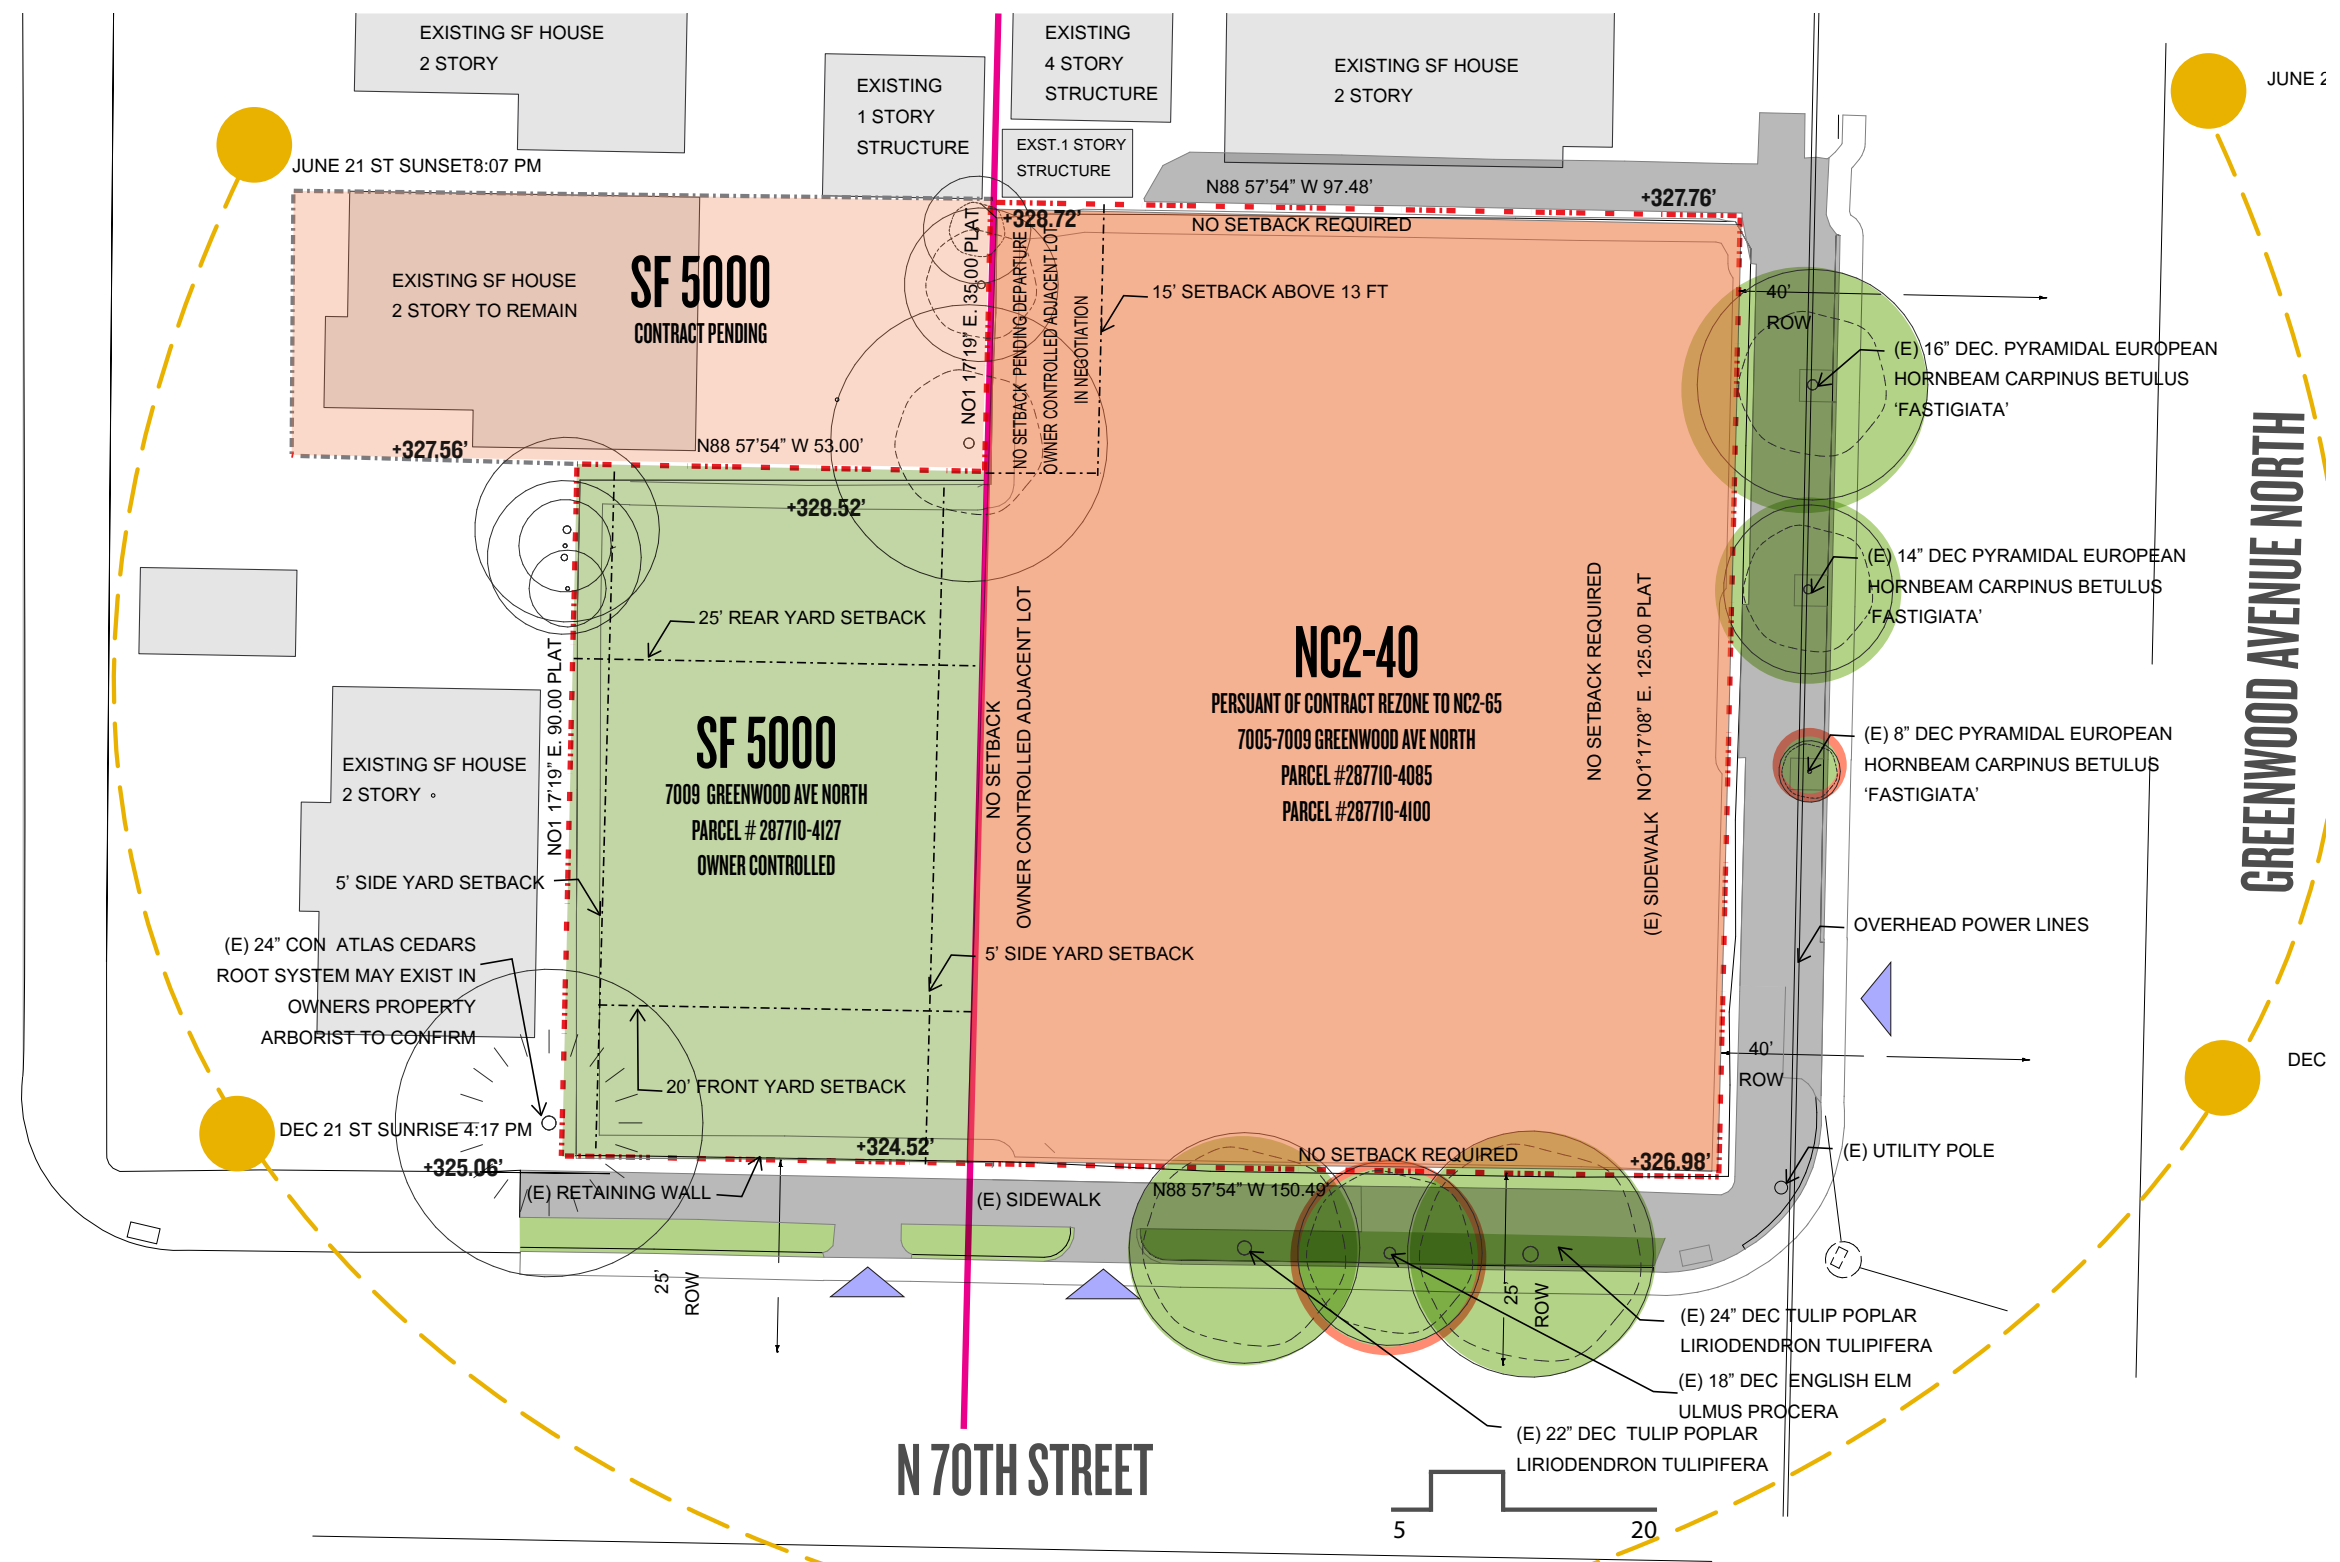 EXISTING SF HOUSE
2 STORY
EXISTING
1 STORY
STRUCTURE
EXISTING
4 STORY
STRUCTURE
EXST.1 STORY
STRUCTURE
EXISTING SF HOUSE
2 STORY
JUNE 2
JUNE 21 ST SUNSET8:07 PM
N88 57'54” W 97.48’
+327.76’
+328.72’
NO SETBACK REQUIRED
EXISTING SF HOUSE
2 STORY TO REMAIN
SF 5000
CONTRACT PENDING
NO1 17’19” E. 35.00 PLAT
NO SETBACK PENDING DEPARTURE
OWNER CONTROLLED ADJACENT LOT
IN NEGOTIATION
15’ SETBACK ABOVE 13 FT
40’
ROW
(E) 16” DEC. PYRAMIDAL EUROPEAN
HORNBEAM CARPINUS BETULUS
‘FASTIGIATA’
+327.56’
N88 57’54” W 53.00’
+328.52’
(E) 14” DEC PYRAMIDAL EUROPEAN
HORNBEAM CARPINUS BETULUS
‘FASTIGIATA’
GREENWOOD AVENUE NORTH
25’ REAR YARD SETBACK
NO1 17’19” E. 90.00 PLAT
SF 5000
7009 GREENWOOD AVE NORTH
PARCEL # 287710-4127
OWNER CONTROLLED
NO SETBACK
OWNER CONTROLLED ADJACENT LOT
NC2-40
PERSUANT OF CONTRACT REZONE TO NC2-65
7005-7009 GREENWOOD AVE NORTH
PARCEL #287710-4085
PARCEL #287710-4100
NO SETBACK REQUIRED
(E) SIDEWALK NO1°17’08” E. 125.00 PLAT
(E) 8” DEC PYRAMIDAL EUROPEAN
HORNBEAM CARPINUS BETULUS
‘FASTIGIATA’
EXISTING SF HOUSE
2 STORY
5’ SIDE YARD SETBACK
(E) 24” CON ATLAS CEDARS
ROOT SYSTEM MAY EXIST IN
OWNERS PROPERTY
ARBORIST TO CONFIRM
5’ SIDE YARD SETBACK
OVERHEAD POWER LINES
40’
ROW
DEC
20’ FRONT YARD SETBACK
DEC 21 ST SUNRISE 4:17 PM
+325.06’
+324.52’
NO SETBACK REQUIRED
+326.98’
(E) UTILITY POLE
(E) RETAINING WALL
(E) SIDEWALK
N88 57’54” W 150.49’
25’
ROW
25’
ROW
(E) 24” DEC TULIP POPLAR
LIRIODENDRON TULIPIFERA
(E) 18” DEC ENGLISH ELM
ULMUS PROCERA
(E) 22” DEC TULIP POPLAR
LIRIODENDRON TULIPIFERA
N 70TH STREET
5
20